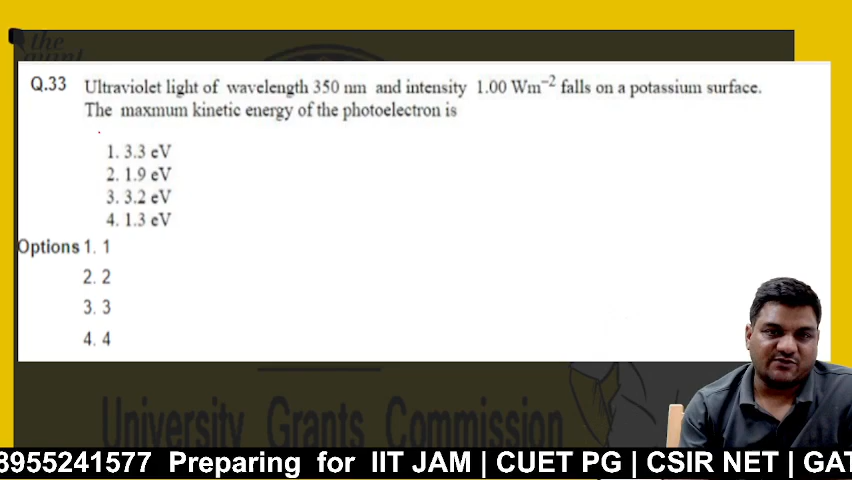 the
Q.33 Ultraviolet light of wavelength 350 nm and intensity 1.00 Wm⁻² falls on a potassium surface.
The maxmum kinetic energy of the photoelectron is
1. 3.3 eV
2. 1.9 eV
3. 3.2 eV
4. 1.3 eV
Options 1. 1
2. 2
3. 3
4. 4
University Grants Commission
8955241577 Preparing for IIT JAM | CUET PG | CSIR NET | GAT